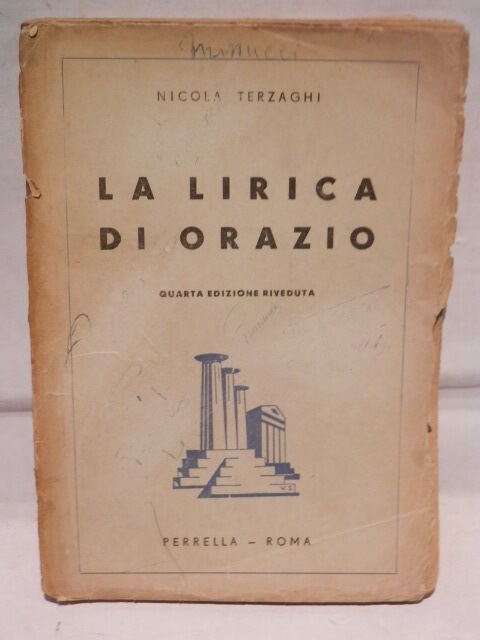 NICOLA TERZAGHI
LA LIRICA
DI ORAZIO
QUARTA EDIZIONE RIVEDUTA
PERRELLA – ROMA